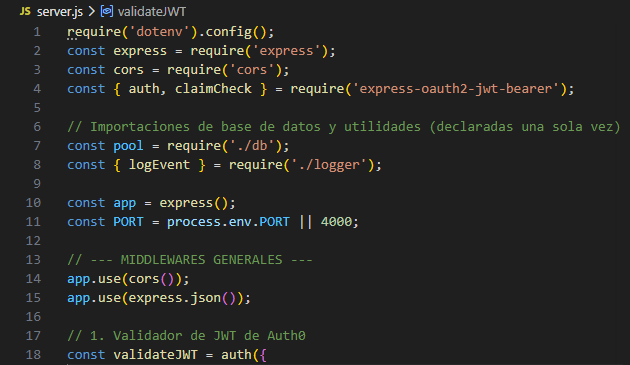 JS server.js > validateJWT
1 require('dotenv').config();
2 const express = require('express');
3 const cors = require('cors');
4 const { auth, claimCheck } = require('express-oauth2-jwt-bearer');
5
6 // Importaciones de base de datos y utilidades (declaradas una sola vez)
7 const pool = require('./db');
8 const { logEvent } = require('./logger');
9
10 const app = express();
11 const PORT = process.env.PORT || 4000;
12
13 // --- MIDDLEWARES GENERALES ---
14 app.use(cors());
15 app.use(express.json());
16
17 // 1. Validador de JWT de Auth0
18 const validateJWT = auth({